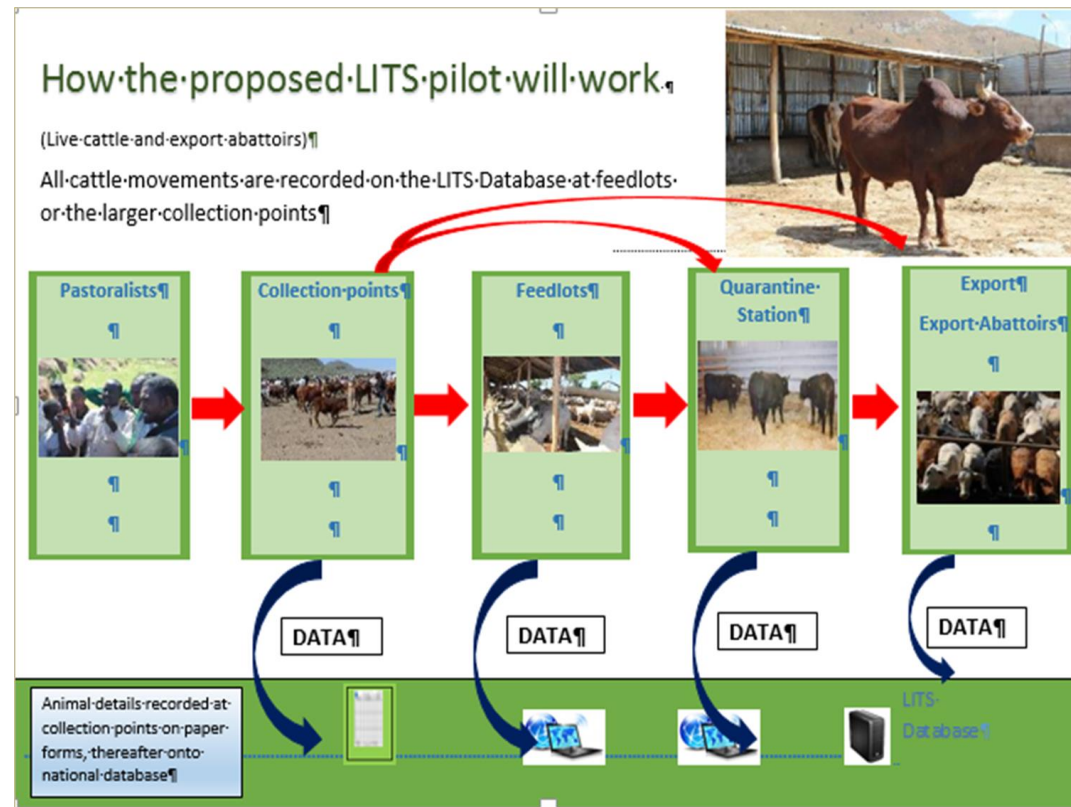 How·the·proposed·LITS·pilot·will·work·¶
(Live·cattle·and·export·abattoirs)¶
All·cattle·movements·are·recorded·on·the·LITS·Database·at·feedlots·
or·the·larger·collection·points¶
Pastoralists¶
¶
¶
¶
¶
Collection·points¶
¶
¶
¶
¶
Feedlots¶
¶
¶
¶
¶
Quarantine·
Station¶
¶
¶
¶
Export¶
Export·Abattoirs¶
¶
¶
¶
DATA¶
DATA¶
DATA¶
DATA¶
Animal·details·recorded·at·
collection·points·on·paper·
forms,·thereafter·onto·
national·database¶
LITS·
Database¶